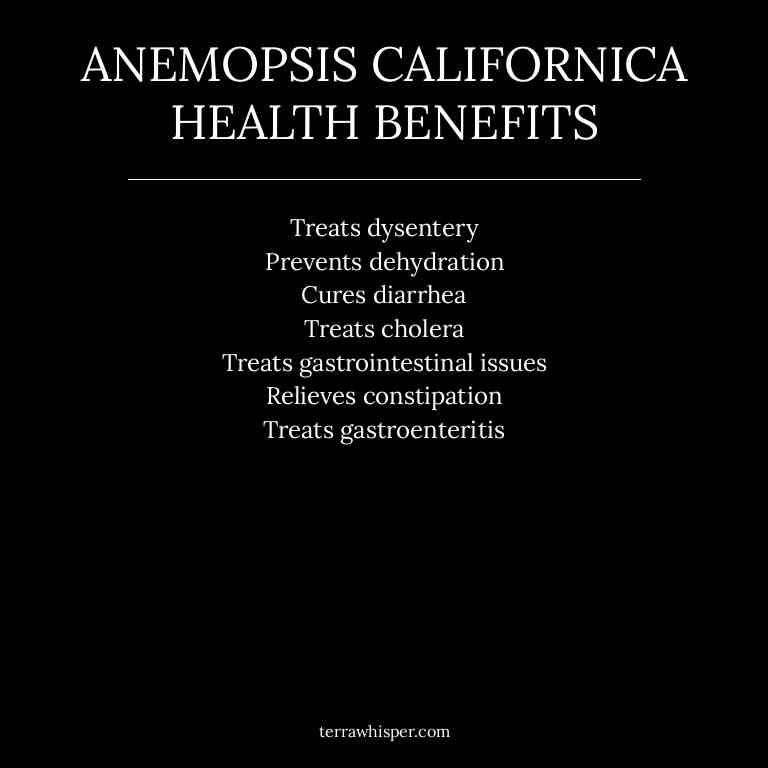 ANEMOPSIS CALIFORNICA
HEALTH BENEFITS
Treats dysentery
Prevents dehydration
Cures diarrhea
Treats cholera
Treats gastrointestinal issues
Relieves constipation
Treats gastroenteritis
terrawhisper.com